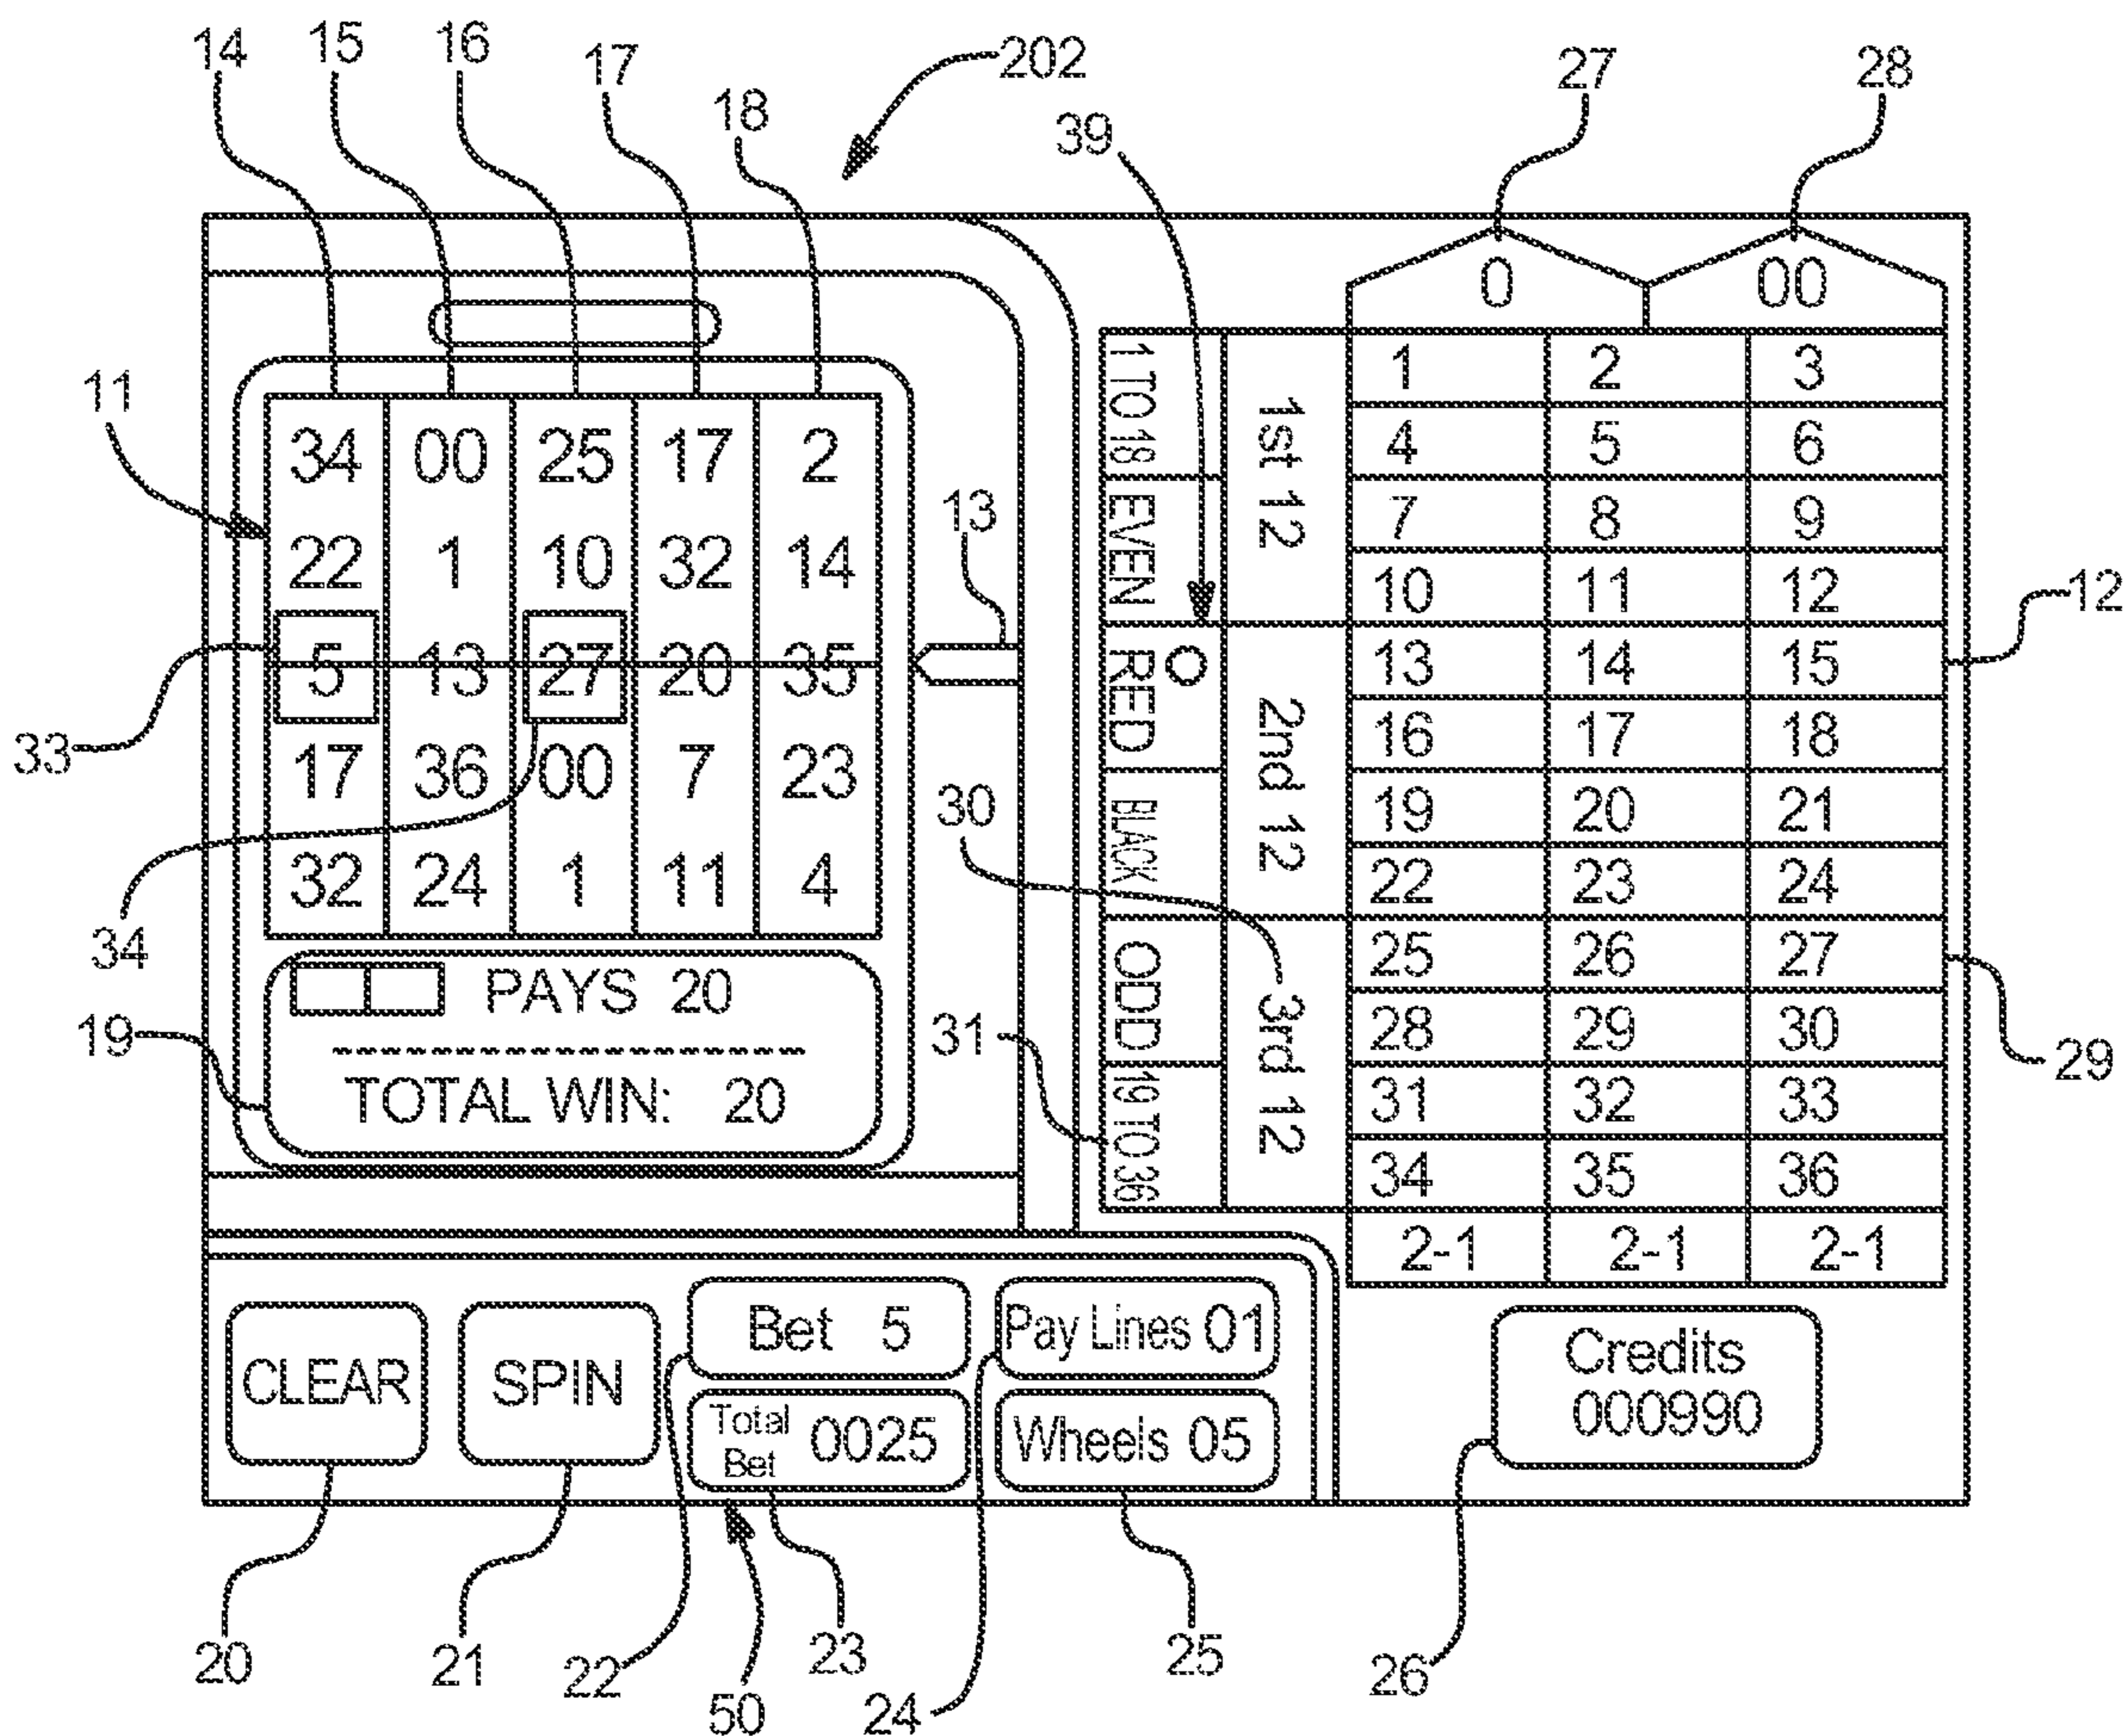 14 15 16 17 18 202 39 27 28
0 00
11
34 00 25 17 2
22 1 10 32 14
5 13 27 20 35
17 36 00 7 23
32 24 1 11 4
13
33
34
30
31
19
PAYS 20
TOTAL WIN: 20
1 TO 18
EVEN
RED
BLACK
ODD
19 TO 36
1st 12
2nd 12
3rd 12
1 2 3
4 5 6
7 8 9
10 11 12
13 14 15
16 17 18
19 20 21
22 23 24
25 26 27
28 29 30
31 32 33
34 35 36
2-1 2-1 2-1
12
29
CLEAR
SPIN
Bet 5
Pay Lines 01
Total Bet 0025
Wheels 05
Credits
000990
20 21 22 50 23 24 25 26